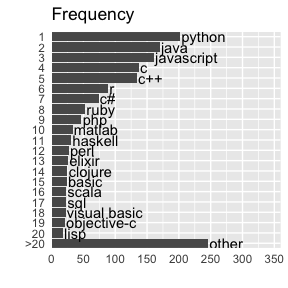 Frequency
1 python
2 java
3 javascript
4 c
5 c++
6 r
7 c#
8 ruby
9 php
10 matlab
11 haskell
12 perl
13 elixir
14 clojure
15 basic
16 scala
17 sql
18 visual basic
19 objective-c
20 lisp
>20 other
0 50 100 150 200 250 300 350